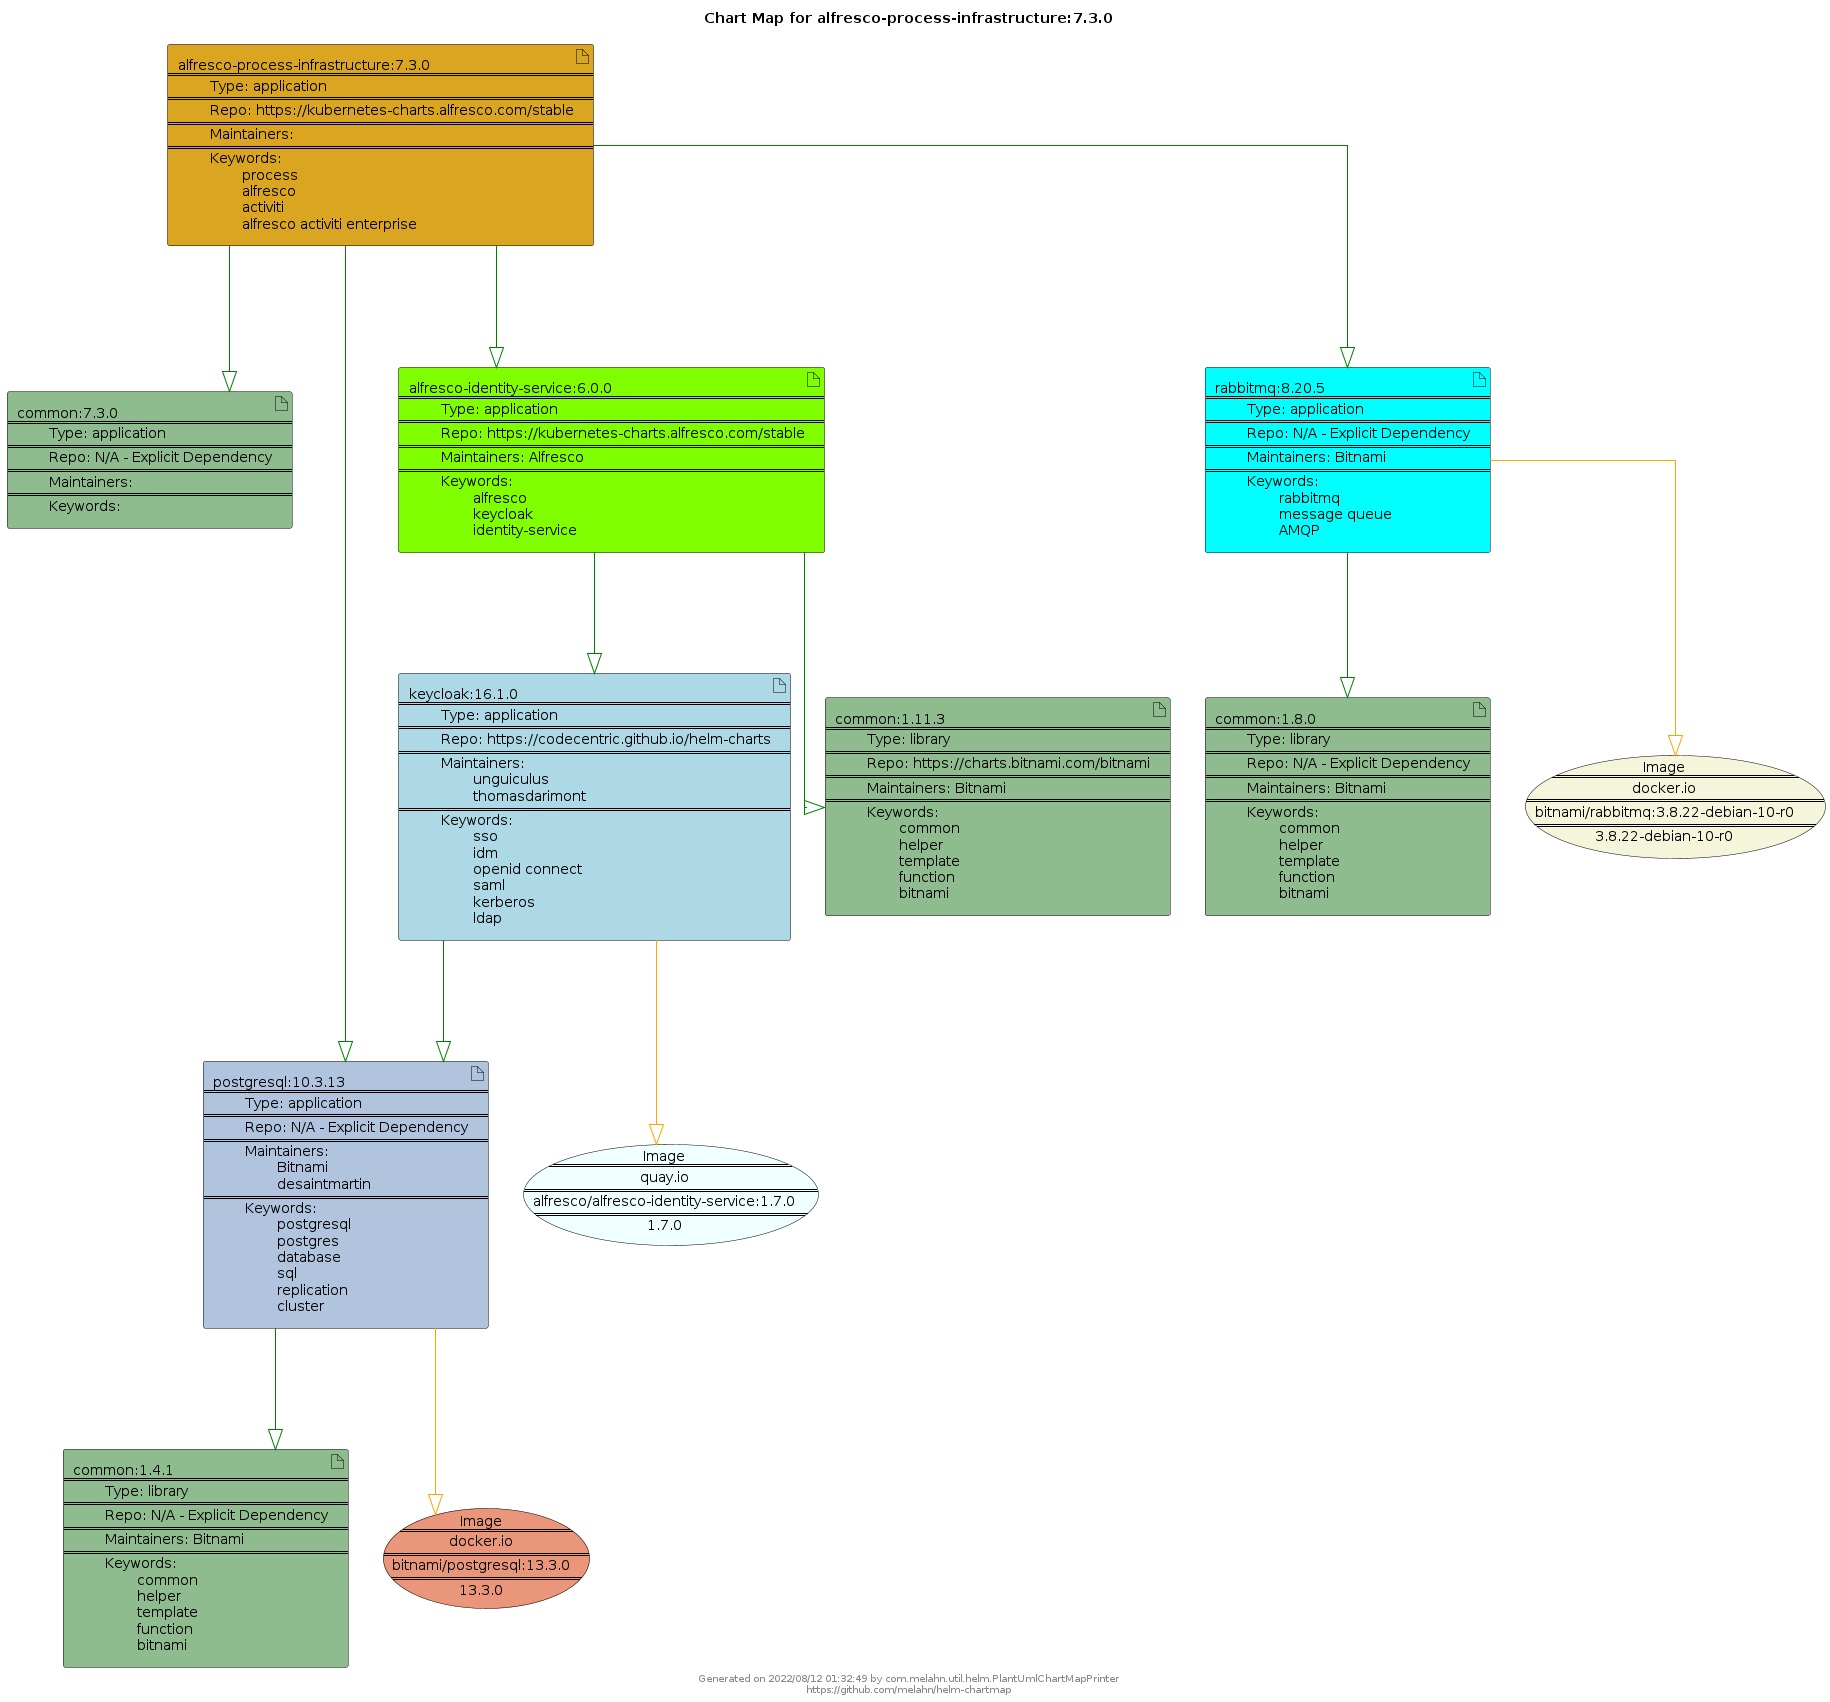 Chart Map for alfresco-process-infrastructure:7.3.0
alfresco-process-infrastructure:7.3.0
Type: application
Repo: https://kubernetes-charts.alfresco.com/stable
Maintainers:
Keywords:
process
alfresco
activiti
alfresco activiti enterprise
common:7.3.0
Type: application
Repo: N/A - Explicit Dependency
Maintainers:
Keywords:
alfresco-identity-service:6.0.0
Type: application
Repo: https://kubernetes-charts.alfresco.com/stable
Maintainers: Alfresco
Keywords:
alfresco
keycloak
identity-service
rabbitmq:8.20.5
Type: application
Repo: N/A - Explicit Dependency
Maintainers: Bitnami
Keywords:
rabbitmq
message queue
AMQP
keycloak:16.1.0
Type: application
Repo: https://codecentric.github.io/helm-charts
Maintainers:
unguiculus
thomasdarimont
Keywords:
sso
idm
openid connect
saml
kerberos
ldap
common:1.11.3
Type: library
Repo: https://charts.bitnami.com/bitnami
Maintainers: Bitnami
Keywords:
common
helper
template
function
bitnami
common:1.8.0
Type: library
Repo: N/A - Explicit Dependency
Maintainers: Bitnami
Keywords:
common
helper
template
function
bitnami
Image
docker.io
bitnami/rabbitmq:3.8.22-debian-10-r0
3.8.22-debian-10-r0
postgresql:10.3.13
Type: application
Repo: N/A - Explicit Dependency
Maintainers:
Bitnami
desaintmartin
Keywords:
postgresql
postgres
database
sql
replication
cluster
Image
quay.io
alfresco/alfresco-identity-service:1.7.0
1.7.0
common:1.4.1
Type: library
Repo: N/A - Explicit Dependency
Maintainers: Bitnami
Keywords:
common
helper
template
function
bitnami
Image
docker.io
bitnami/postgresql:13.3.0
13.3.0
Generated on 2022/08/12 01:32:49 by com.melahn.util.helm.PlantUmlChartMapPrinter
https://github.com/melahn/helm-chartmap